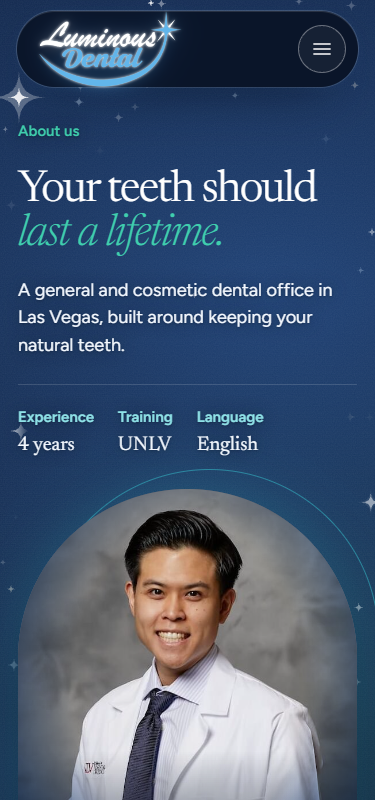 Luminous
Dental
About us
Your teeth should
last a lifetime.
A general and cosmetic dental office in
Las Vegas, built around keeping your
natural teeth.
Experience Training Language
4 years UNLV English